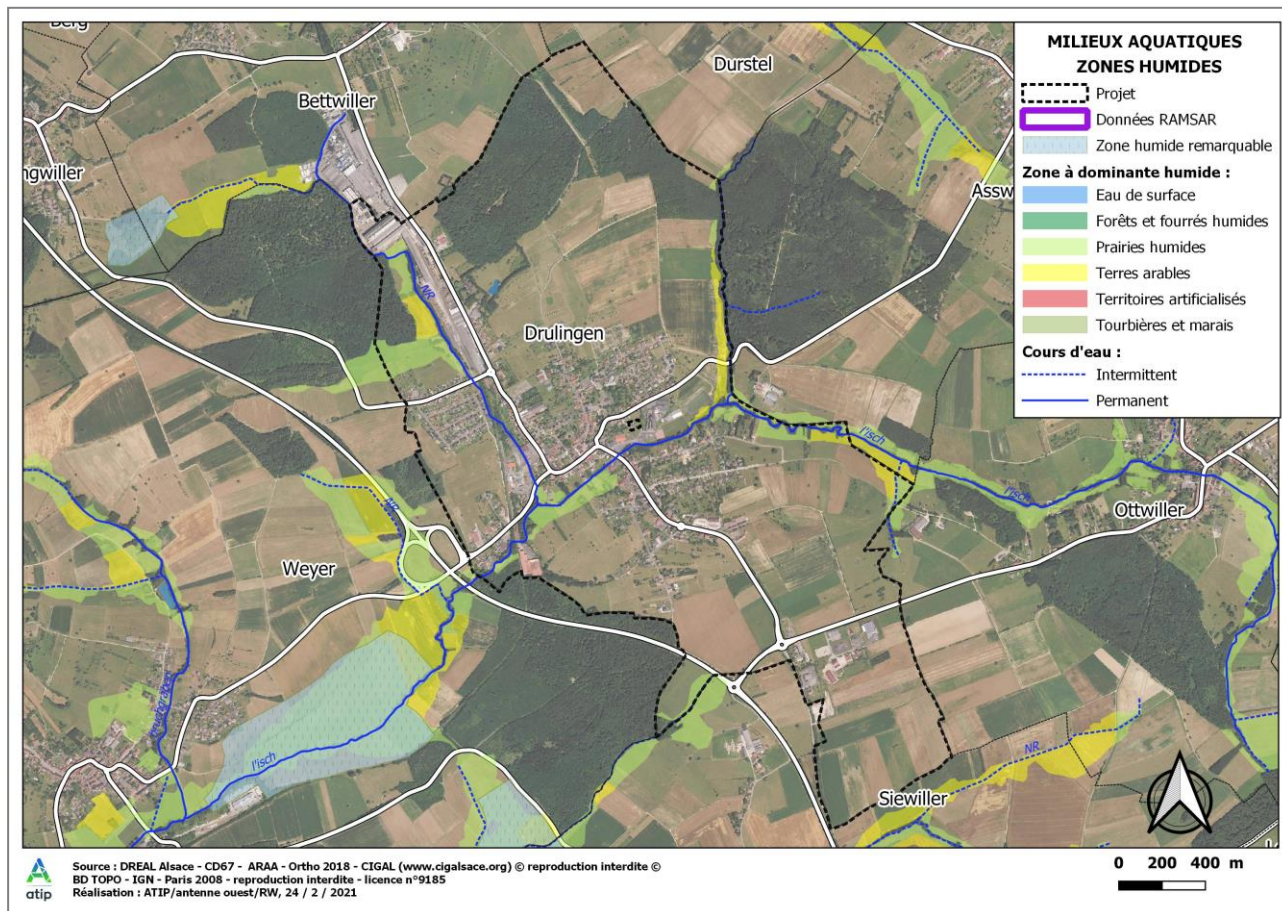 Berg
Durstel
Bettwiller
ngwiller
Assw
NR
Drulingen
l'isch
l'isch
Ottwiller
NR
Weyer
l'isch
NR
Siewiller
MILIEUX AQUATIQUES
ZONES HUMIDES
Projet
Données RAMSAR
Zone humide remarquable
Zone à dominante humide :
Eau de surface
Forêts et fourrés humides
Prairies humides
Terres arables
Territoires artificialisés
Tourbières et marais
Cours d'eau :
Intermittent
Permanent
atip
Source : DREAL Alsace - CD67 - ARAA - Ortho 2018 - CIGAL (www.cigalsace.org) © reproduction interdite ©
BD TOPO - IGN - Paris 2008 - reproduction interdite - licence n°9185
Réalisation : ATIP/antenne ouest/RW, 24 / 2 / 2021
0 200 400 m